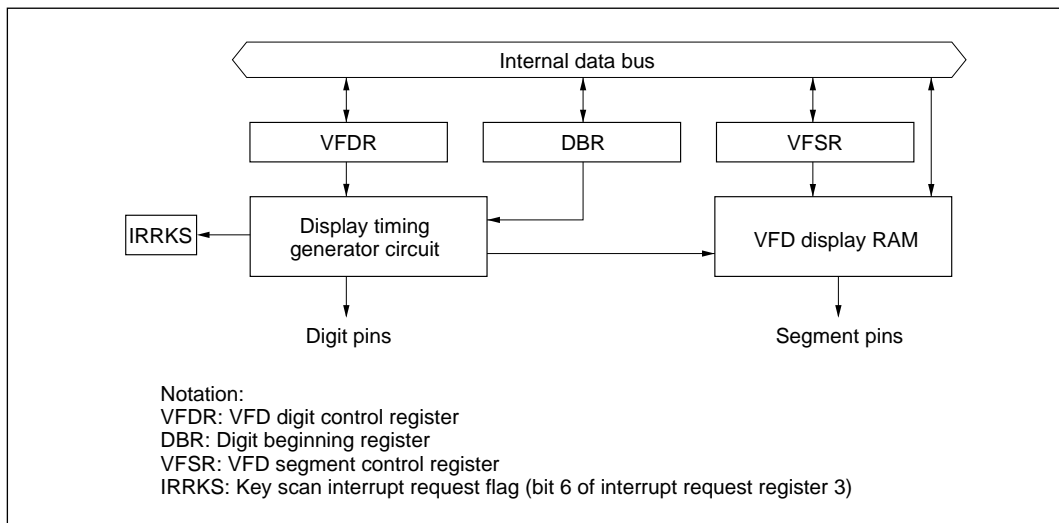 Internal data bus
VFDR
DBR
VFSR
IRRKS
Display timing
generator circuit
VFD display RAM
Digit pins
Segment pins
Notation:
VFDR: VFD digit control register
DBR: Digit beginning register
VFSR: VFD segment control register
IRRKS: Key scan interrupt request flag (bit 6 of interrupt request register 3)